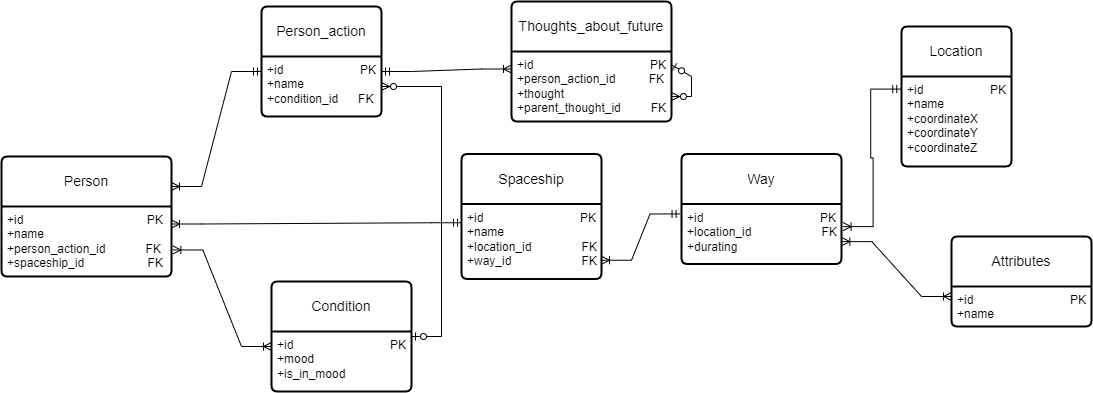 Person_action
+id PK
+name
+condition_id FK
Thoughts_about_future
+id PK
+person_action_id FK
+thought
+parent_thought_id FK
Location
+id PK
+name
+coordinateX
+coordinateY
+coordinateZ
Person
+id PK
+name
+person_action_id FK
+spaceship_id FK
Spaceship
+id PK
+name
+location_id FK
+way_id FK
Way
+id PK
+location_id FK
+durating
Attributes
+id PK
+name
Condition
+id PK
+mood
+is_in_mood